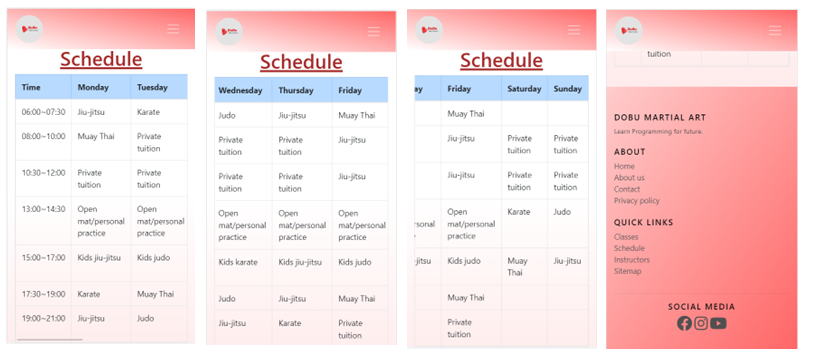 Schedule
Time Monday Tuesday
06:00~07:30 Jiu-jitsu Karate
08:00~10:00 Muay Thai Private
tuition
10:30~12:00 Private Private
tuition tuition
13:00~14:30 Open Open
mat/personal mat/personal
practice practice
15:00~17:00 Kids jiu-jitsu Kids judo
17:30~19:00 Karate Muay Thai
19:00~21:00 Jiu-jitsu Judo
Schedule
Wednesday Thursday Friday
Judo Jiu-jitsu Muay Thai
Private Private Jiu-jitsu
tuition tuition
Private Private Jiu-jitsu
tuition tuition
Open Open Open
mat/personal mat/personal mat/personal
practice practice practice
Kids karate Kids jiu-jitsu Kids judo
Judo Jiu-jitsu Muay Thai
Jiu-jitsu Karate Private
tuition
Schedule
ay Friday Saturday Sunday
Muay Thai
Jiu-jitsu Private Private
tuition tuition
Jiu-jitsu Private Private
tuition tuition
Open Karate Judo
rsonal mat/personal
practice
-jitsu Kids judo Muay Jiu-jitsu
Thai
Muay Thai
Private
tuition
tuition
DOBU MARTIAL ART
Learn Programming for future.
ABOUT
Home
About us
Contact
Privacy policy
QUICK LINKS
Classes
Schedule
Instructors
Sitemap
SOCIAL MEDIA